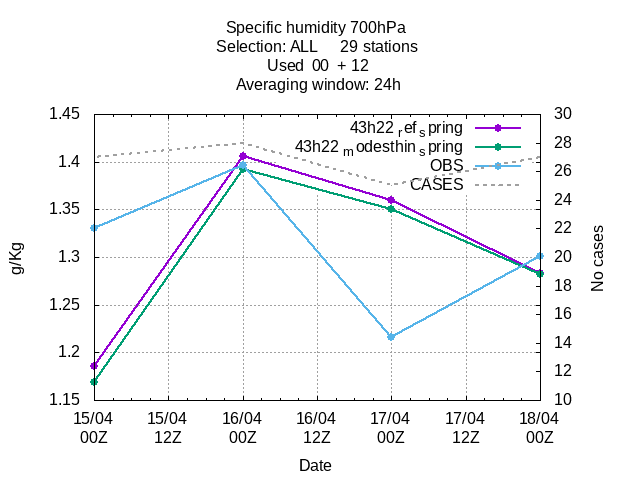 Specific humidity 700hPa
Selection: ALL 29 stations
Used 00 + 12
Averaging window: 24h
1.45
1.4
1.35
1.3
1.25
1.2
1.15
g/Kg
30
28
26
24
22
20
18
16
14
12
10
No cases
43h22 ref spring
43h22 modesthin spring
OBS
CASES
15/04 15/04 16/04 16/04 17/04 17/04 18/04
00Z 12Z 00Z 12Z 00Z 12Z 00Z
Date